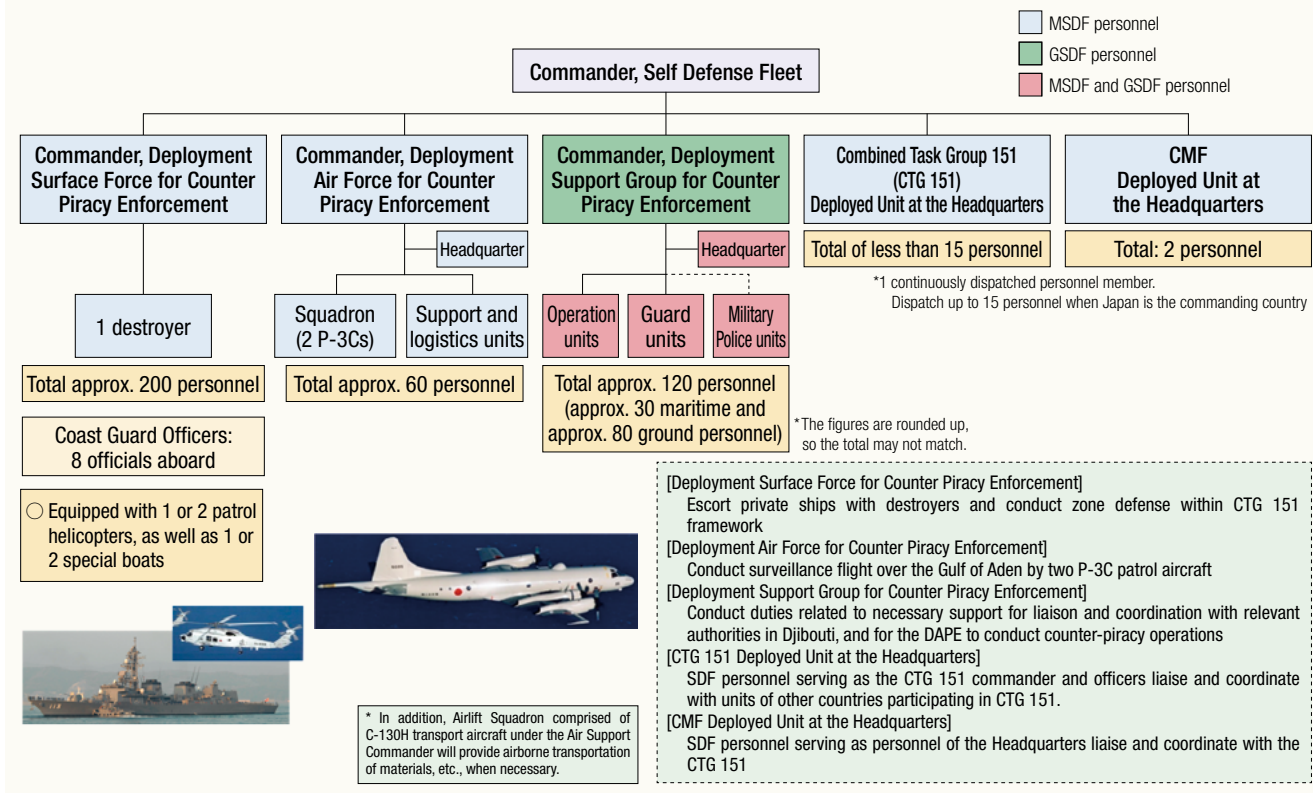 MSDF personnel
GSDF personnel
MSDF and GSDF personnel
Commander, Self Defense Fleet
Commander, Deployment
Surface Force for Counter
Piracy Enforcement
Commander, Deployment
Air Force for Counter
Piracy Enforcement
Commander, Deployment
Support Group for Counter
Piracy Enforcement
Combined Task Group 151
(CTG 151)
Deployed Unit at the Headquarters
CMF
Deployed Unit at
the Headquarters
Headquarter
Headquarter
Total of less than 15 personnel
Total: 2 personnel
*1 continuously dispatched personnel member.
Dispatch up to 15 personnel when Japan is the commanding country
1 destroyer
Squadron
(2 P-3Cs)
Support and
logistics units
Operation
units
Guard
units
Military
Police units
Total approx. 200 personnel
Total approx. 60 personnel
Total approx. 120 personnel
(approx. 30 maritime and
approx. 80 ground personnel)
*The figures are rounded up,
so the total may not match.
Coast Guard Officers:
8 officials aboard
○ Equipped with 1 or 2 patrol
helicopters, as well as 1 or
2 special boats
[Deployment Surface Force for Counter Piracy Enforcement]
Escort private ships with destroyers and conduct zone defense within CTG 151
framework
[Deployment Air Force for Counter Piracy Enforcement]
Conduct surveillance flight over the Gulf of Aden by two P-3C patrol aircraft
[Deployment Support Group for Counter Piracy Enforcement]
Conduct duties related to necessary support for liaison and coordination with relevant
authorities in Djibouti, and for the DAPE to conduct counter-piracy operations
[CTG 151 Deployed Unit at the Headquarters]
SDF personnel serving as the CTG 151 commander and officers liaise and coordinate
with units of other countries participating in CTG 151.
[CMF Deployed Unit at the Headquarters]
SDF personnel serving as personnel of the Headquarters liaise and coordinate with the
CTG 151
* In addition, Airlift Squadron comprised of
C-130H transport aircraft under the Air Support
Commander will provide airborne transportation
of materials, etc., when necessary.